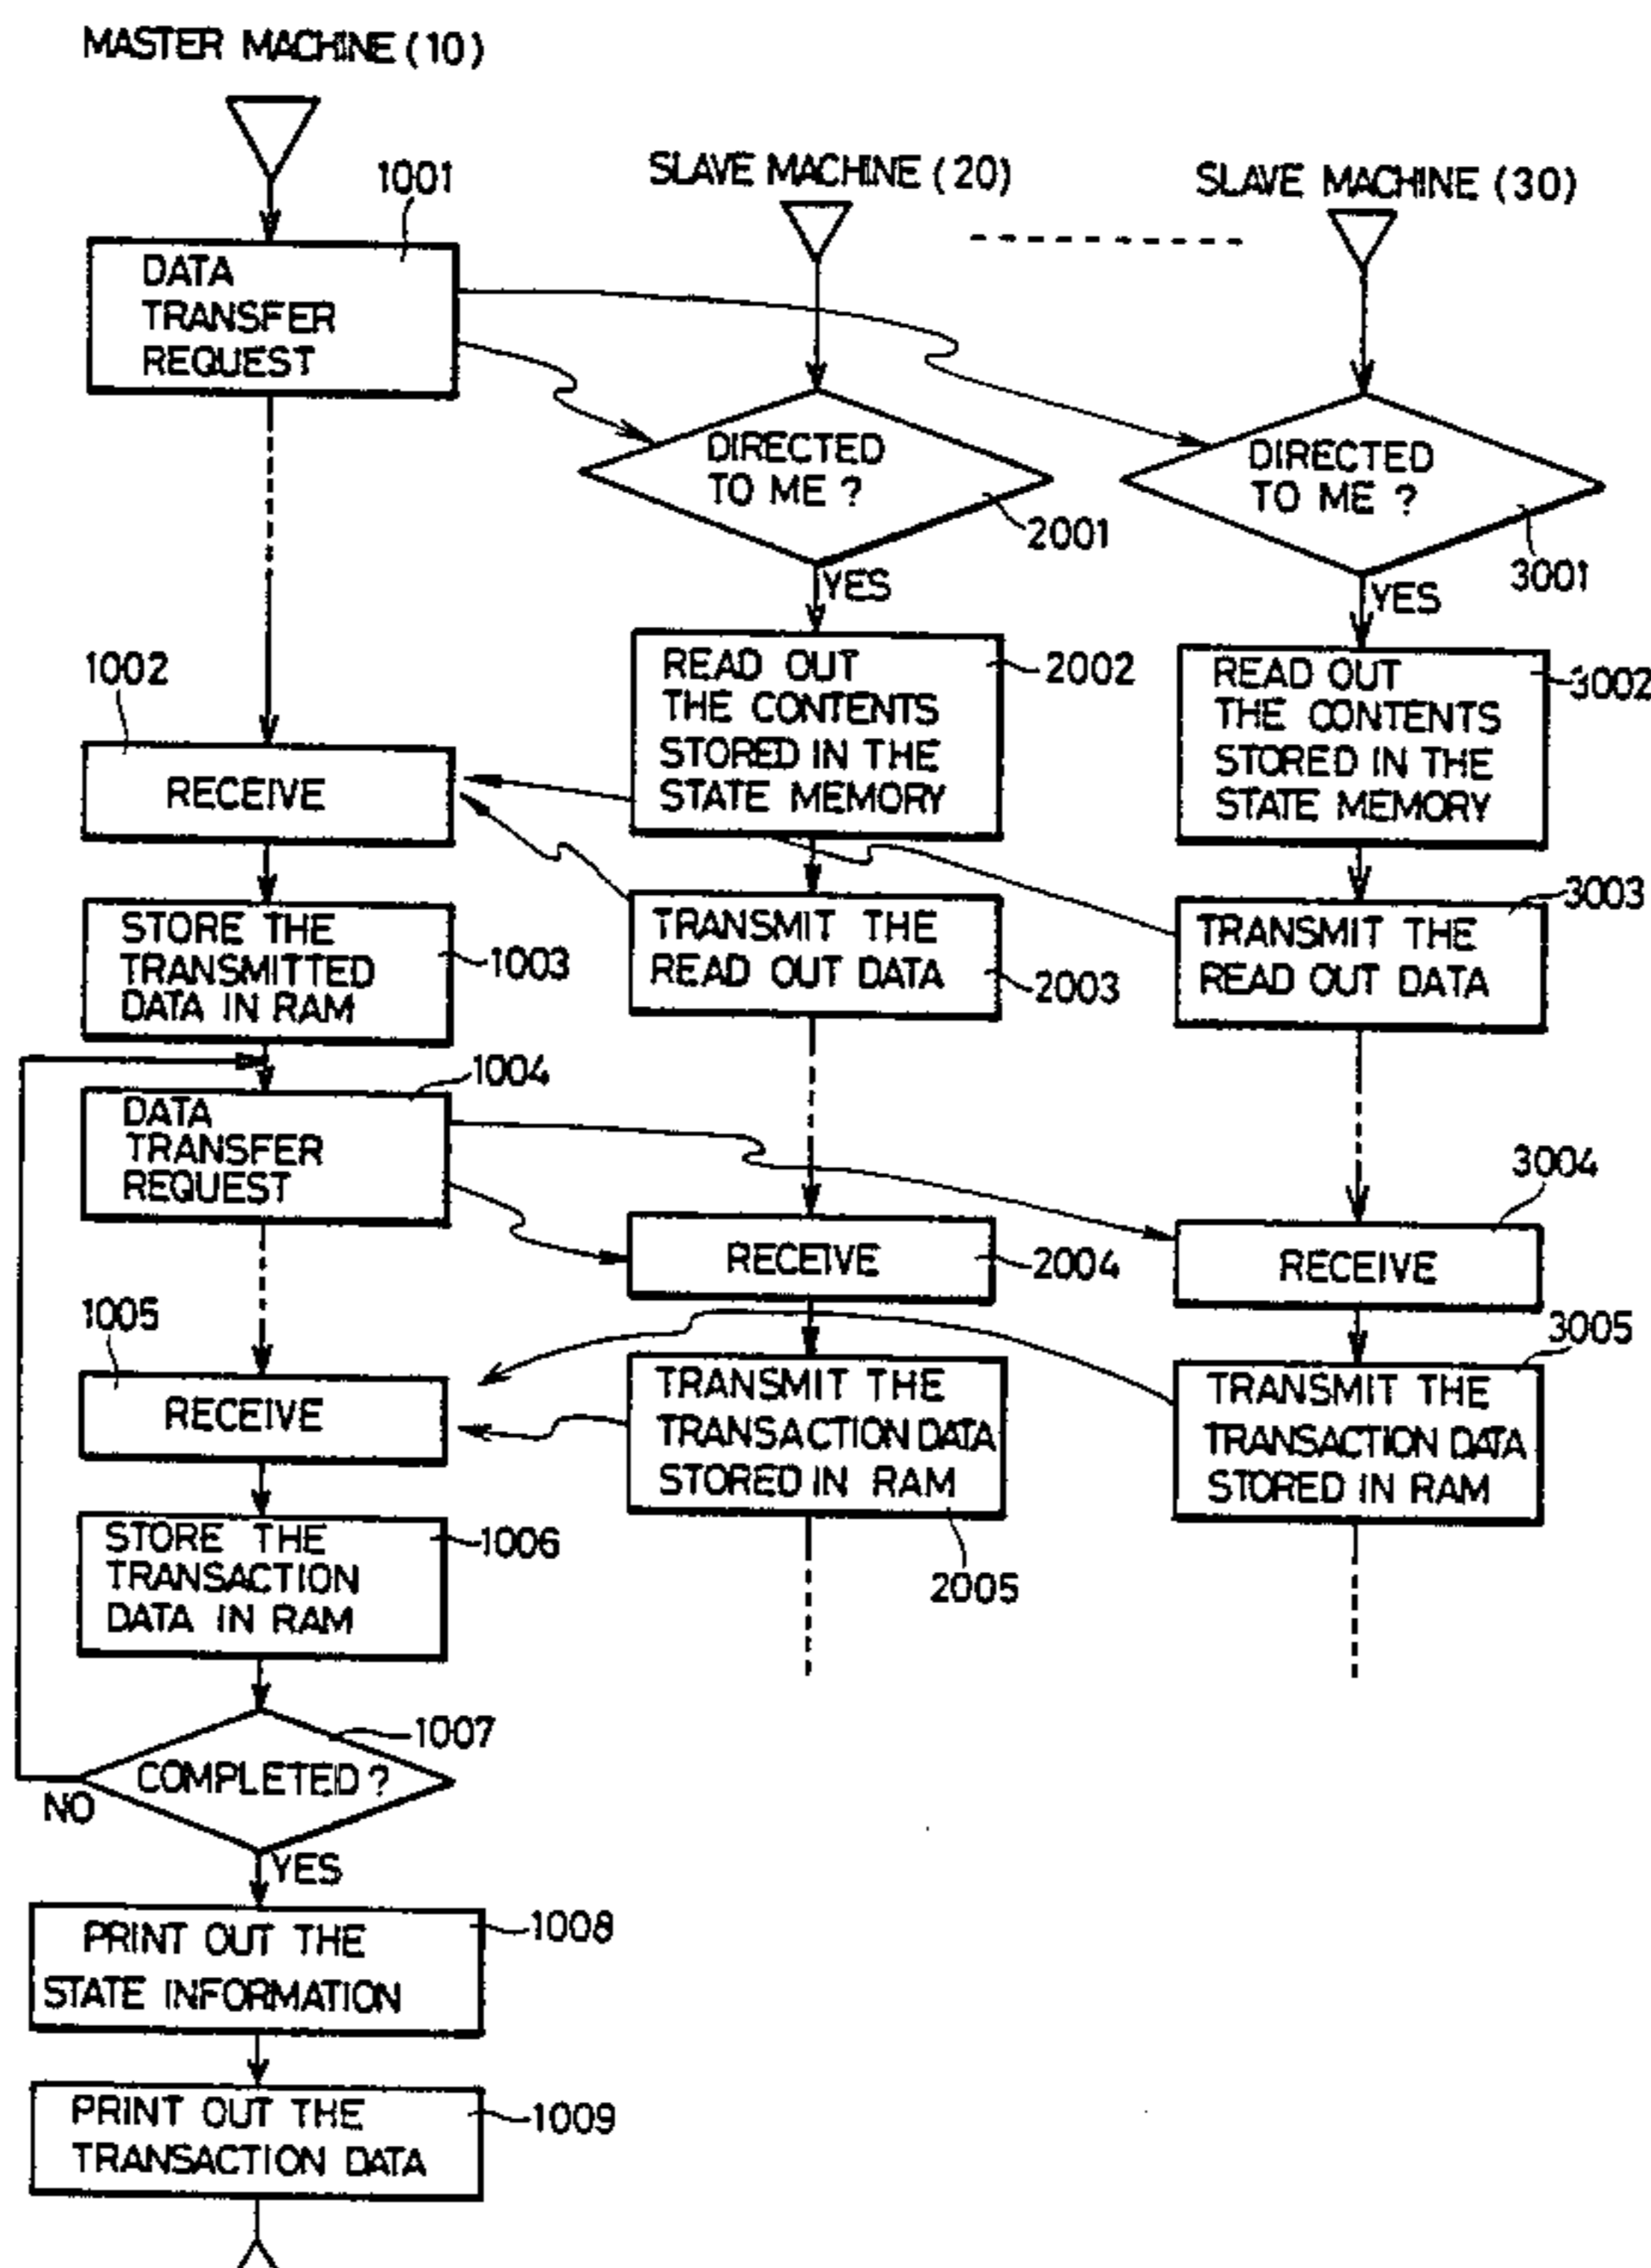 MASTER MACHINE (10)
1001
DATA
TRANSFER
REQUEST
1002
RECEIVE
STORE THE
TRANSMITTED
DATA IN RAM
1003
1004
DATA
TRANSFER
REQUEST
1005
RECEIVE
STORE THE
TRANSACTION
DATA IN RAM
1006
1007
COMPLETED?
NO
YES
PRINT OUT THE
STATE INFORMATION
1008
PRINT OUT THE
TRANSACTION DATA
1009
SLAVE MACHINE (20)
DIRECTED
TO ME ?
2001
YES
READ OUT
THE CONTENTS
STORED IN THE
STATE MEMORY
2002
TRANSMIT THE
READ OUT DATA
2003
RECEIVE
2004
TRANSMIT THE
TRANSACTION DATA
STORED IN RAM
2005
SLAVE MACHINE (30)
DIRECTED
TO ME ?
3001
YES
READ OUT
THE CONTENTS
STORED IN THE
STATE MEMORY
3002
3003
TRANSMIT THE
READ OUT DATA
3004
RECEIVE
3005
TRANSMIT THE
TRANSACTION DATA
STORED IN RAM